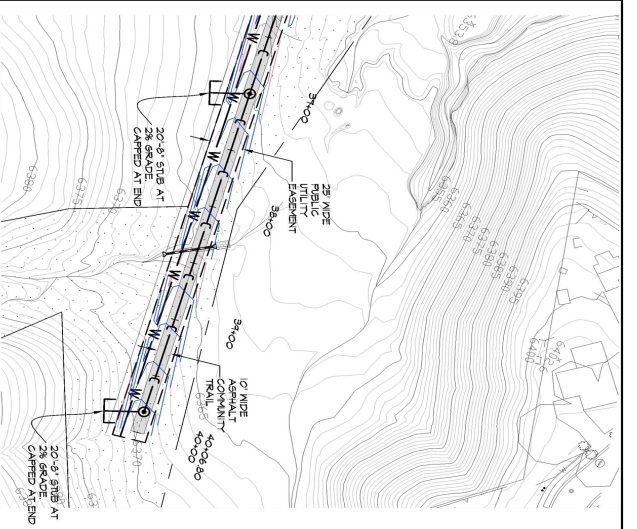 37+00
20'-8" STUB AT
2% GRADE.
CAPPED AT END
25' WIDE
PUBLIC
UTILITY
EASEMENT
38+00
39+00
10' WIDE
ASPHALT
COMMUNITY
TRAIL
40+00
40+06.80
20'-8" STUB AT
2% GRADE.
CAPPED AT END
W
W
W
W
W
W
W
6380
6375
6370
6365
6370
6365
6370
6375
6380
6385
6390
6395
6400